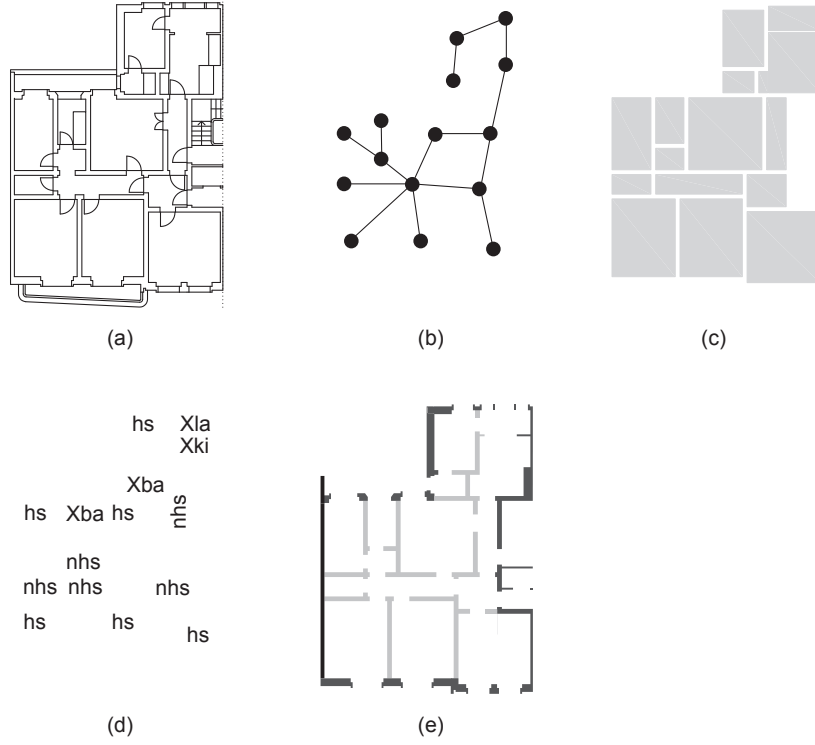 (a) (b) (c)
hs Xla
Xki
Xba
hs Xba hs nhs
nhs
nhs nhs nhs
hs hs hs
(d) (e)